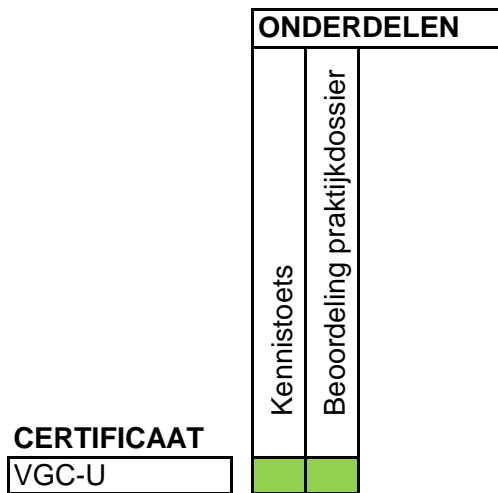 ONDERDELEN
Kennistoets
Beoordeling praktijkdossier
CERTIFICAAT
VGC-U